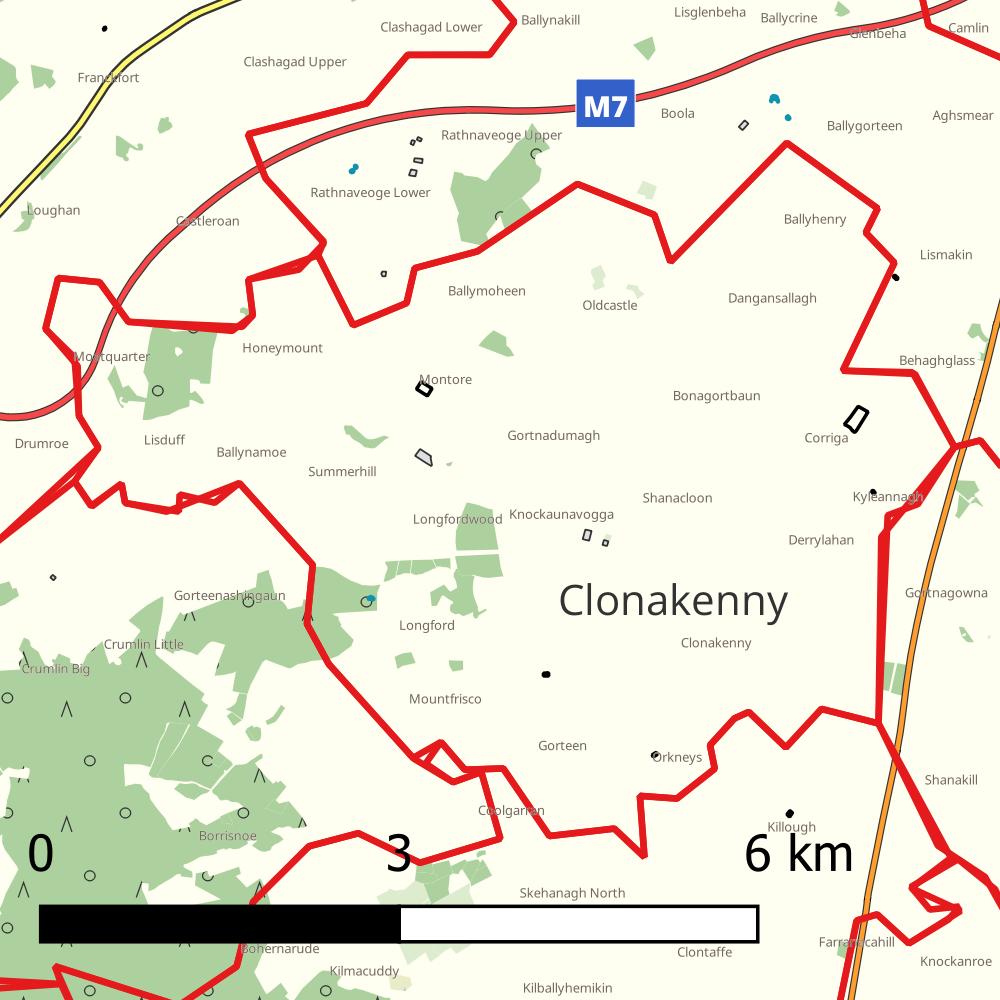 Lisglenbeha
Ballycrine
Clashagad Lower
Ballynakill
Glenbeha
Camlin
Clashagad Upper
Frankfort
M7
Boola
Aghsmear
Rathnaveoge Upper
Ballygorteen
Rathnaveoge Lower
Loughan
Castleroan
Ballyhenry
Lismakin
Ballymoheen
Oldcastle
Dangansallagh
Honeymount
Mostquarter
Behaghglass
Montore
Bonagortbaun
Drumroe
Lisduff
Ballynamoe
Gortnadumagh
Corriga
Summerhill
Shanacloon
Kyleannagh
Longfordwood
Knockaunavogga
Derrylahan
Gorteenashingaun
Clonakenny
Gortnagowna
Longford
Clonakenny
Crumlin Little
Crumlin Big
Mountfrisco
Gorteen
Orkneys
Shanakill
Coolgarran
Killough
Borrisnoe
0
3
6 km
Skehanagh North
Bohernarude
Clontaffe
Farranacahill
Knockanroe
Kilmacuddy
Kilballyhemikin